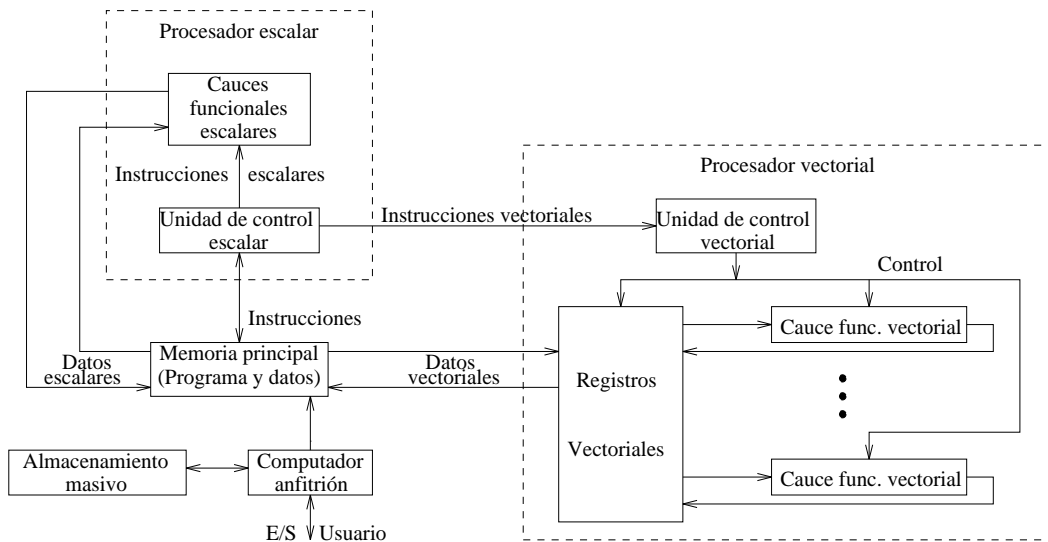 Procesador escalar
Cauces
funcionales
escalares
Instrucciones escalares
Unidad de control
escalar
Instrucciones vectoriales
Procesador vectorial
Unidad de control
vectorial
Control
Instrucciones
Cauce func. vectorial
Memoria principal
(Programa y datos)
Datos
escalares
Datos
vectoriales
Registros
Vectoriales
Cauce func. vectorial
Almacenamiento
masivo
Computador
anfitrión
E/S Usuario